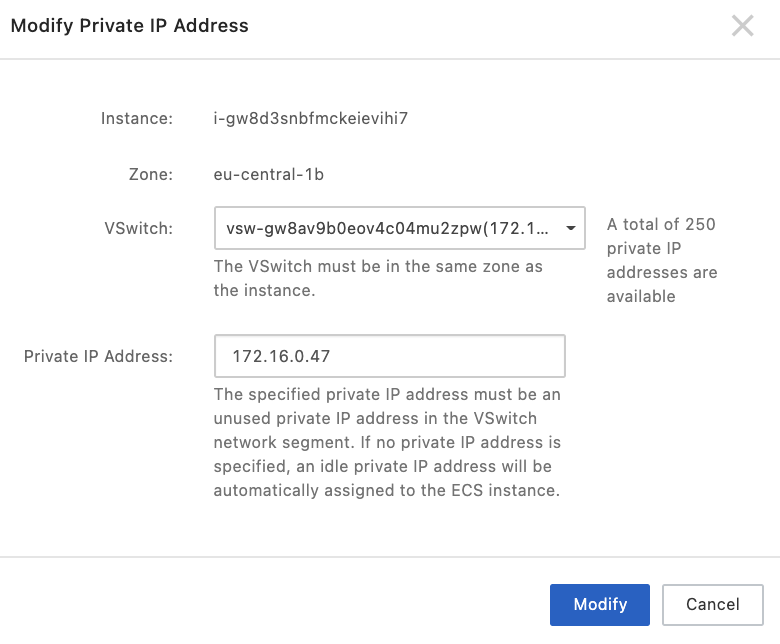 Modify Private IP Address
Instance: i-gw8d3snbfmckeievihi7
Zone: eu-central-1b
VSwitch: vsw-gw8av9b0eov4c04mu2zpw(172.1...
The VSwitch must be in the same zone as
the instance.
A total of 250
private IP
addresses are
available
Private IP Address: 172.16.0.47
The specified private IP address must be an
unused private IP address in the VSwitch
network segment. If no private IP address is
specified, an idle private IP address will be
automatically assigned to the ECS instance.
Modify Cancel